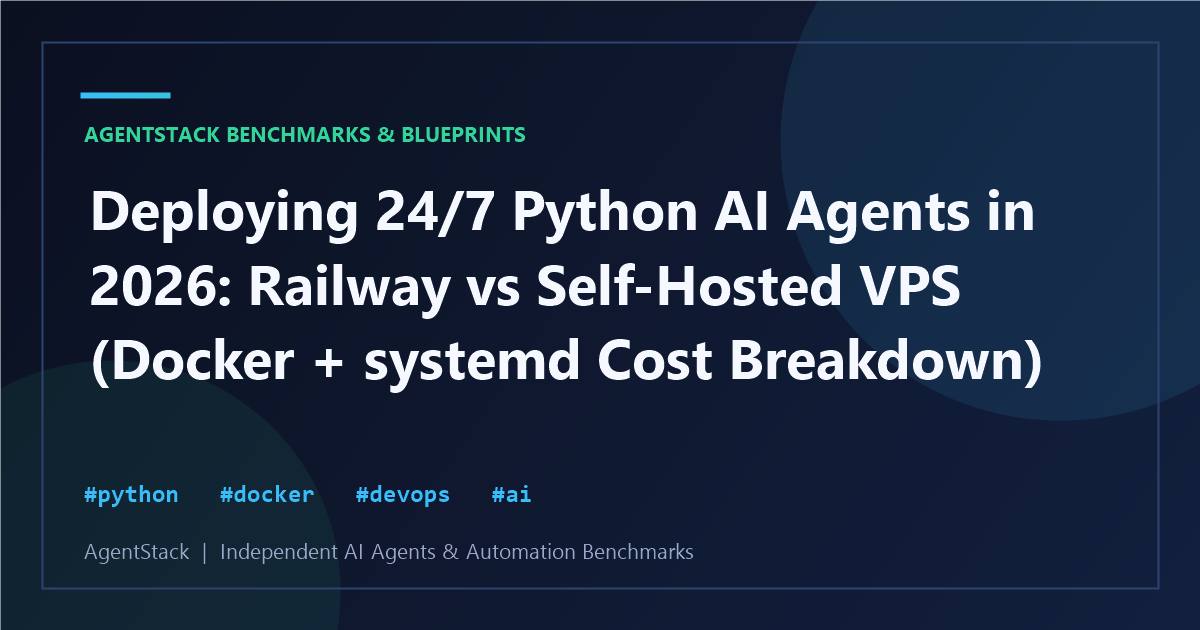 AGENTSTACK BENCHMARKS & BLUEPRINTS
Deploying 24/7 Python AI Agents in
2026: Railway vs Self-Hosted VPS
(Docker + systemd Cost Breakdown)
#python #docker #devops #ai
AgentStack | Independent AI Agents & Automation Benchmarks